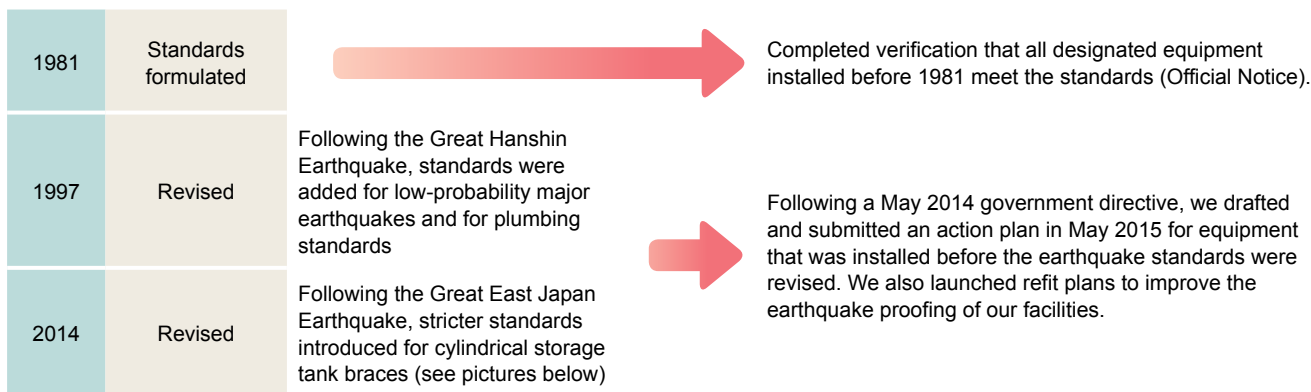 1981
Standards
formulated
Completed verification that all designated equipment
installed before 1981 meet the standards (Official Notice).
1997
Revised
Following the Great Hanshin
Earthquake, standards were
added for low-probability major
earthquakes and for plumbing
standards
2014
Revised
Following the Great East Japan
Earthquake, stricter standards
introduced for cylindrical storage
tank braces (see pictures below)
Following a May 2014 government directive, we drafted
and submitted an action plan in May 2015 for equipment
that was installed before the earthquake standards were
revised. We also launched refit plans to improve the
earthquake proofing of our facilities.